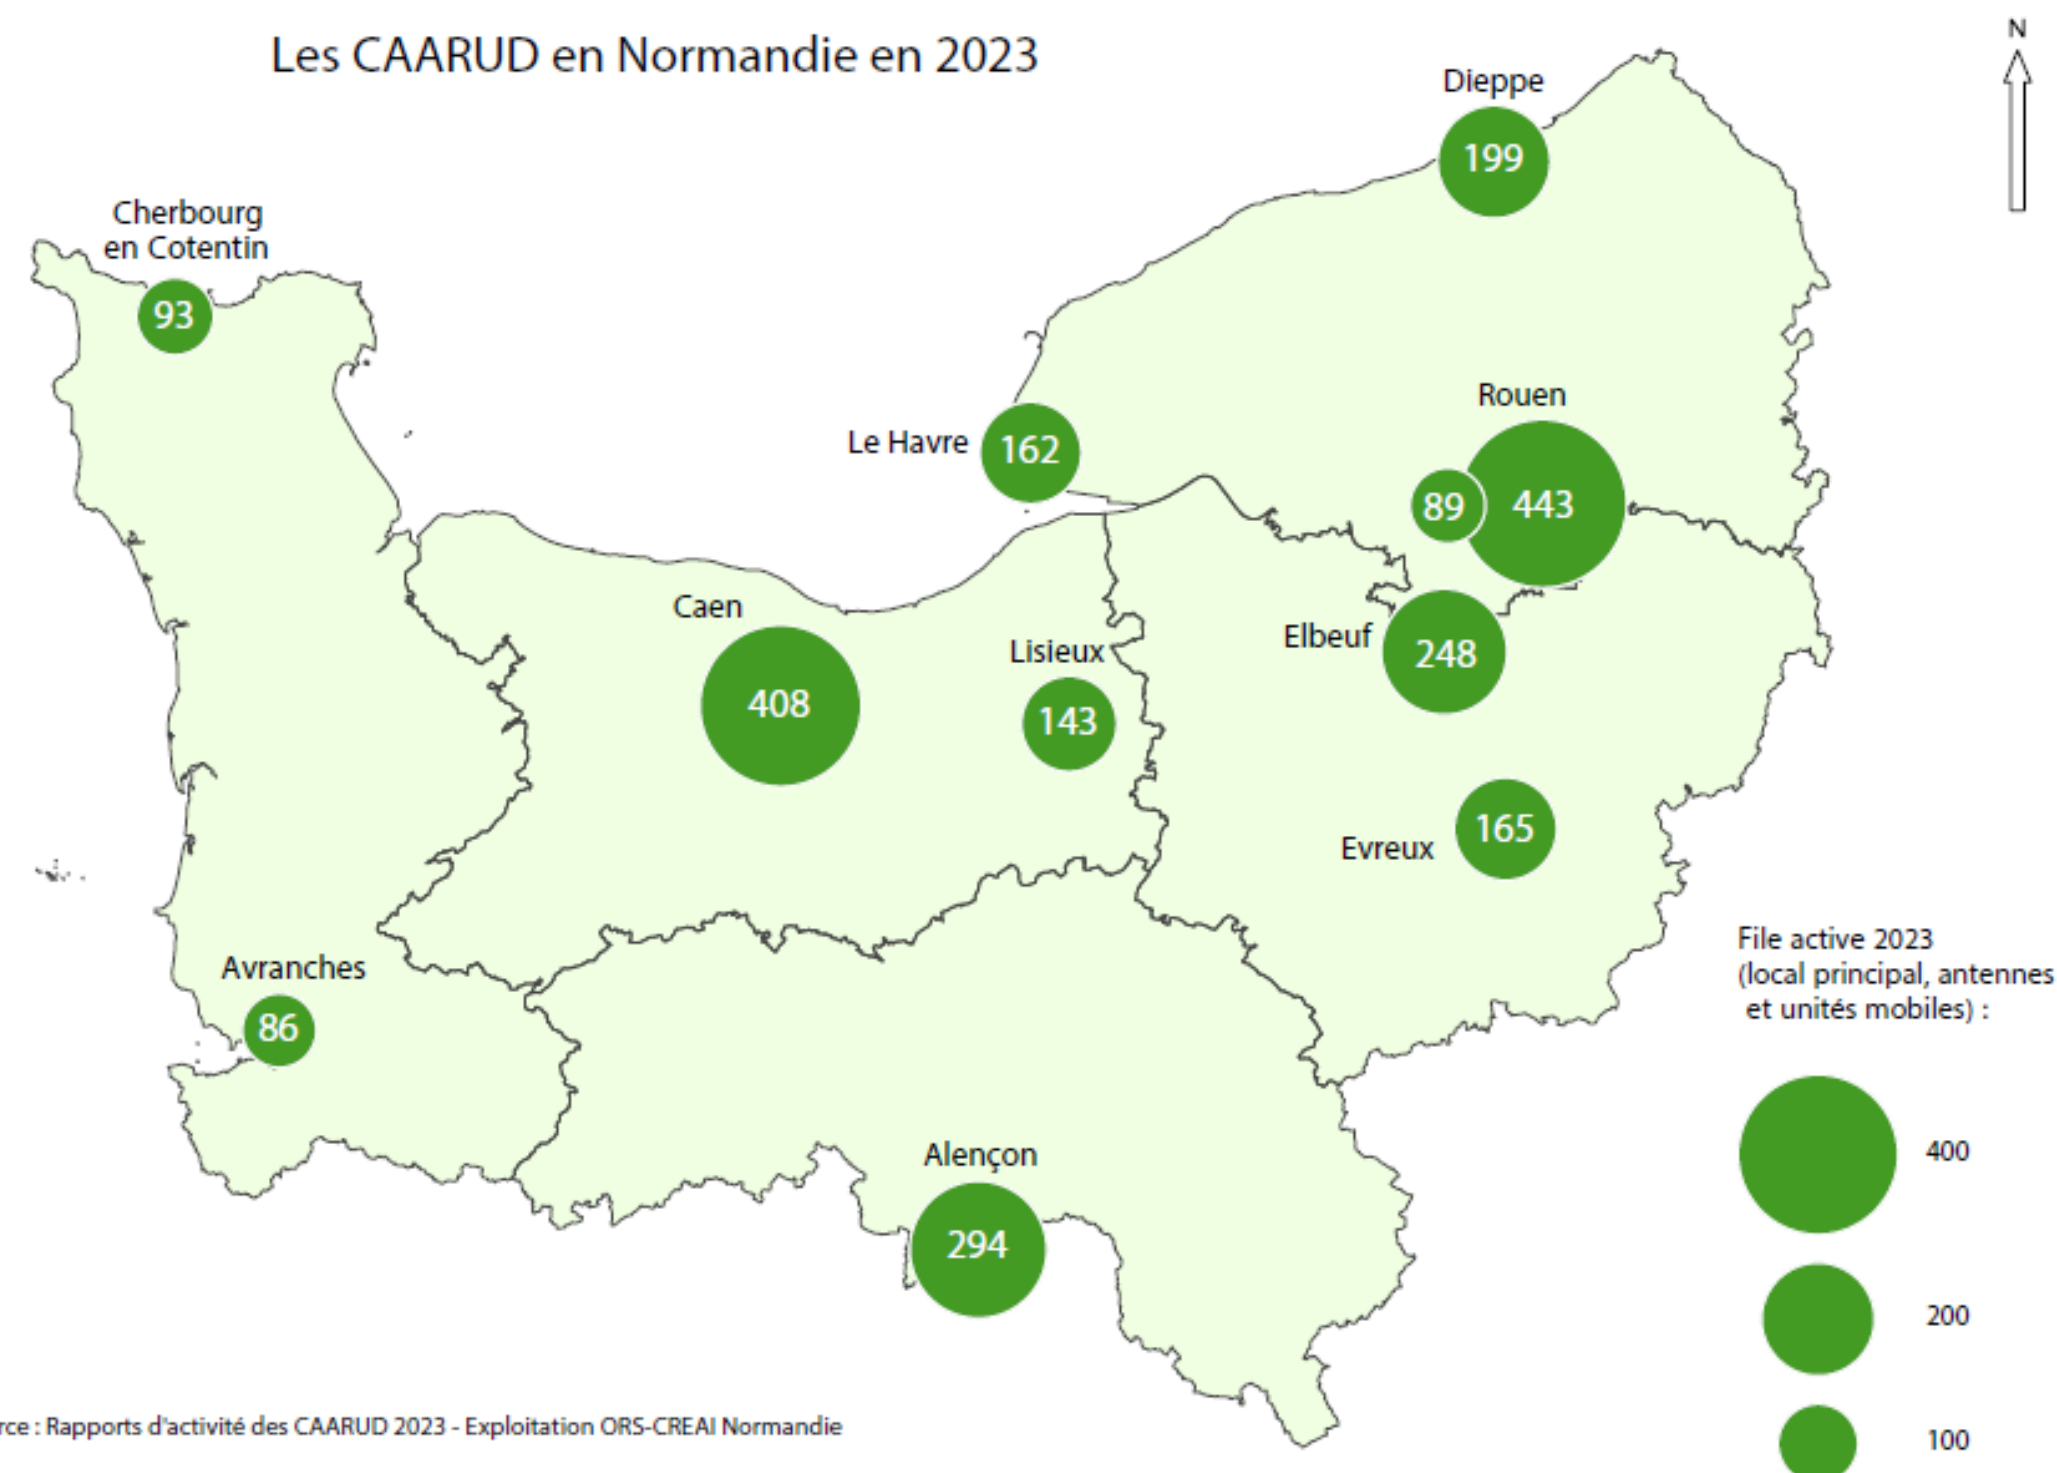 Les CAARUD en Normandie en 2023
N
Dieppe
199
Cherbourg
en Cotentin
93
Rouen
Le Havre
162
89
443
Caen
408
Lisieux
143
Elbeuf
248
Evreux
165
File active 2023
(local principal, antennes
et unités mobiles) :
Avranches
86
400
Alençon
294
200
rce : Rapports d'activité des CAARUD 2023 - Exploitation ORS-CREAI Normandie
100